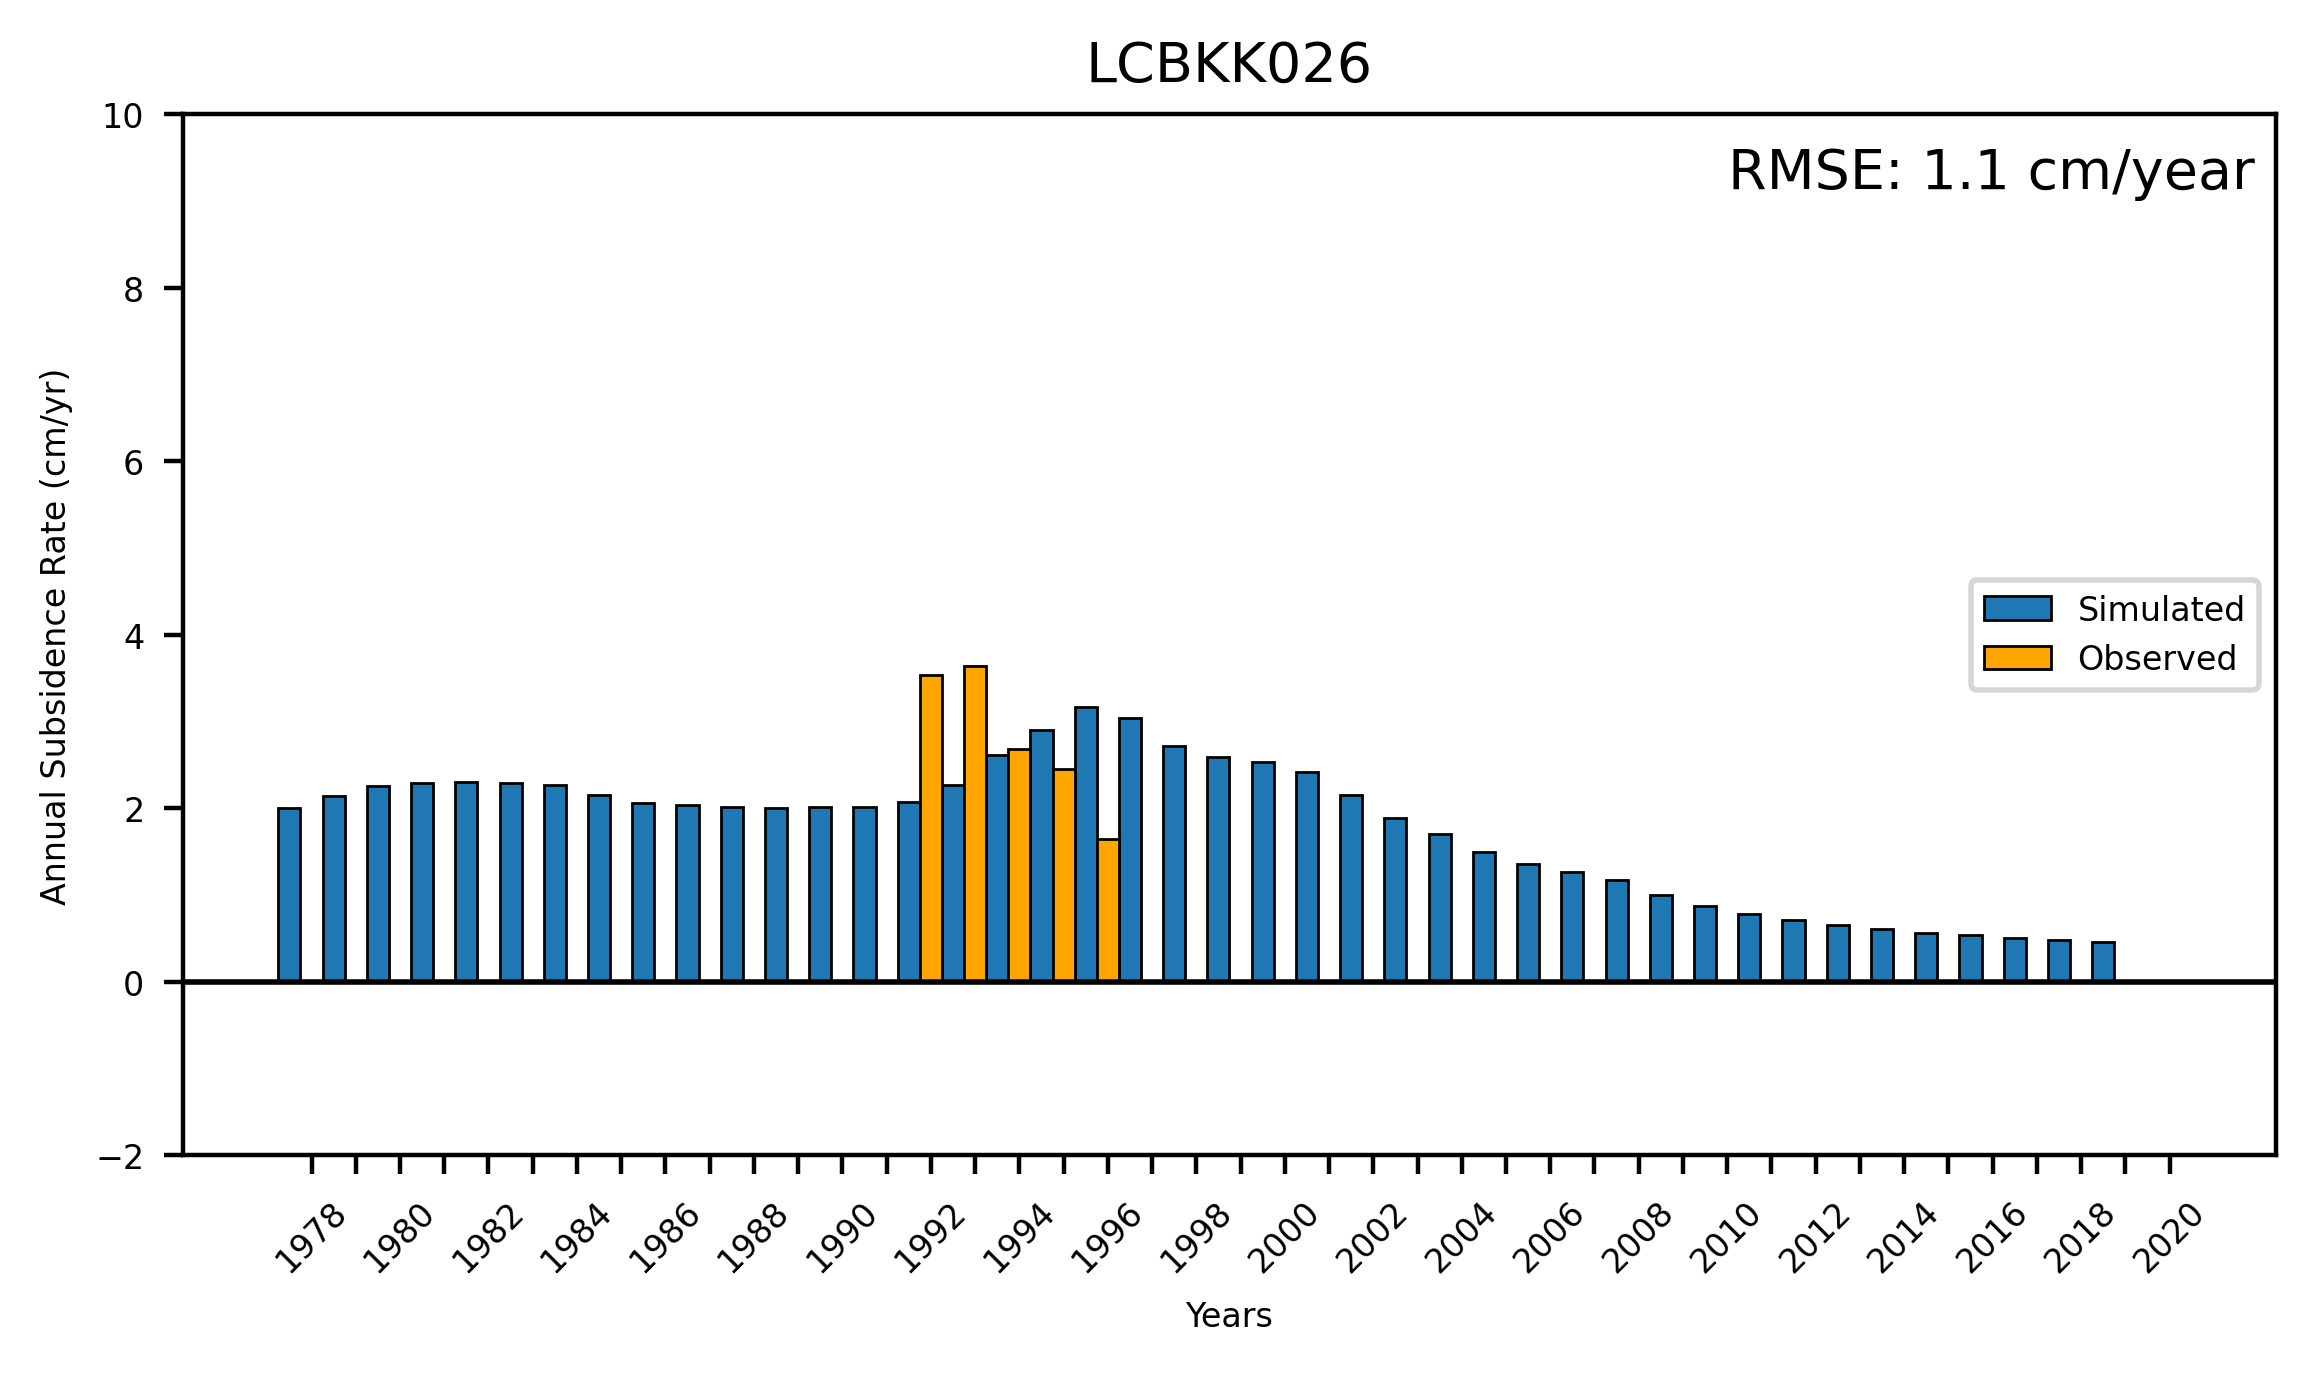 LCBKK026
RMSE: 1.1 cm/year
10
8
6
4
2
0
−2
Annual Subsidence Rate (cm/yr)
Simulated
Observed
1978 1980 1982 1984 1986 1988 1990 1992 1994 1996 1998 2000 2002 2004 2006 2008 2010 2012 2014 2016 2018 2020
Years